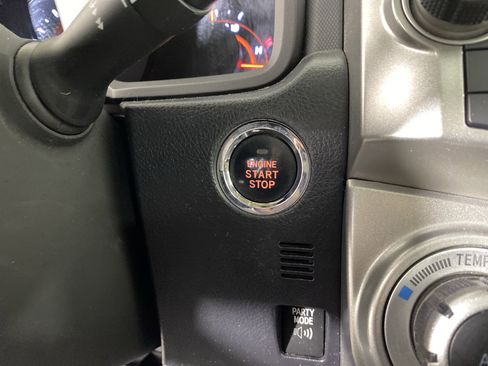 H
ENGINE
START
STOP
TEMP
PARTY
MODE
A